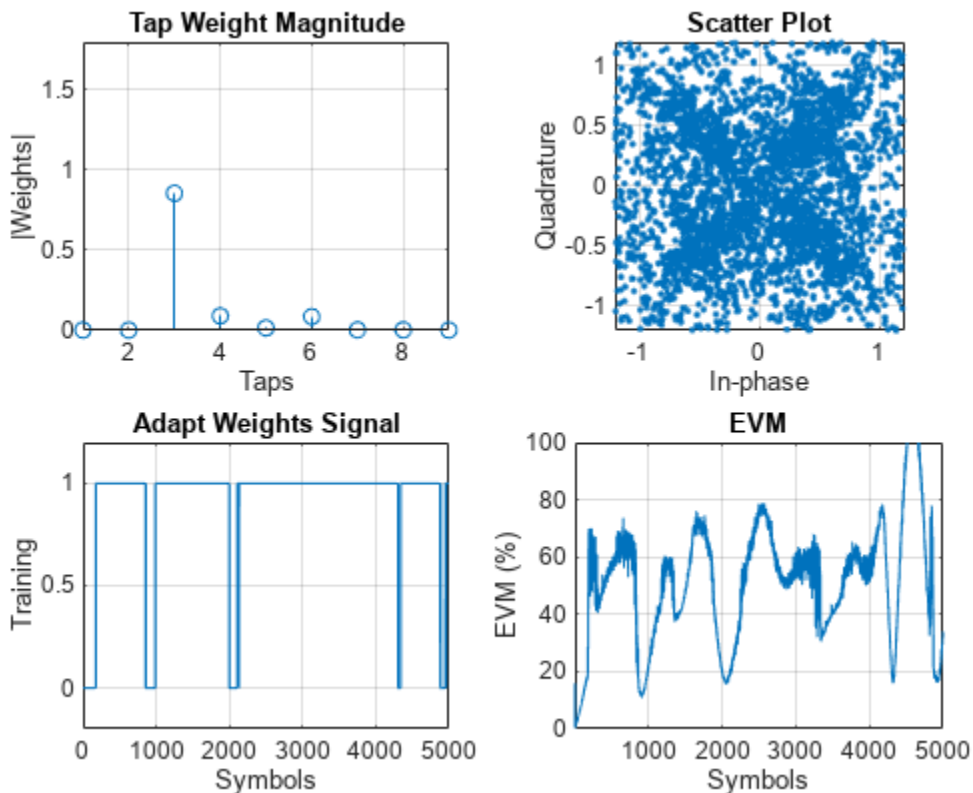 Tap Weight Magnitude
|Weights|
1.5
1
0.5
0
2 4 6 8
Taps
Scatter Plot
Quadrature
1
0.5
0
-0.5
-1
-1 0 1
In-phase
Adapt Weights Signal
Training
1
0.5
0
0 1000 2000 3000 4000 5000
Symbols
EVM
EVM (%)
100
80
60
40
20
0
1000 2000 3000 4000 5000
Symbols